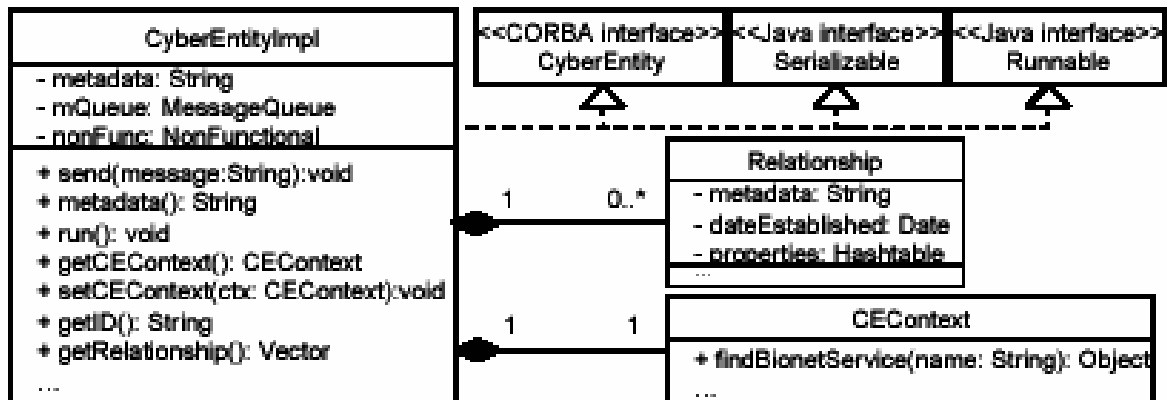 CyberEntityImpl
- metadata: String
- mQueue: MessageQueue
- nonFunc: NonFunctional
+ send(message:String):void
+ metadata(): String
+ run(): void
+ getCEContext(): CEContext
+ setCEContext(ctx: CEContext):void
+ getID(): String
+ getRelationship(): Vector
...
<<CORBA interface>>
CyberEntity
<<Java interface>>
Serializable
<<Java interface>>
Runnable
1
0..*
Relationship
- metadata: String
- dateEstablished: Date
- properties: Hashtable
...
1
1
CEContext
+ findBionetService(name: String): Object
...